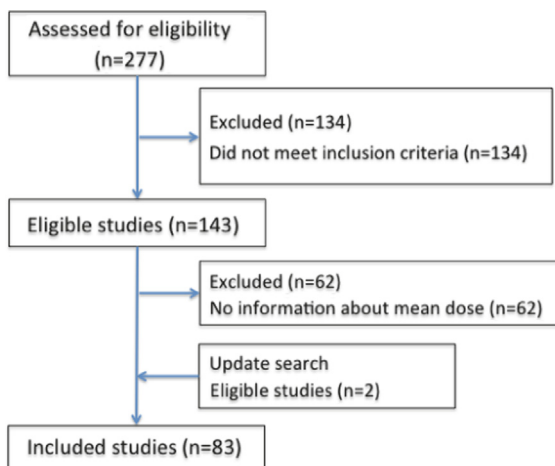 Assessed for eligibility
(n=277)
Excluded (n=134)
Did not meet inclusion criteria (n=134)
Eligible studies (n=143)
Excluded (n=62)
No information about mean dose (n=62)
Update search
Eligible studies (n=2)
Included studies (n=83)